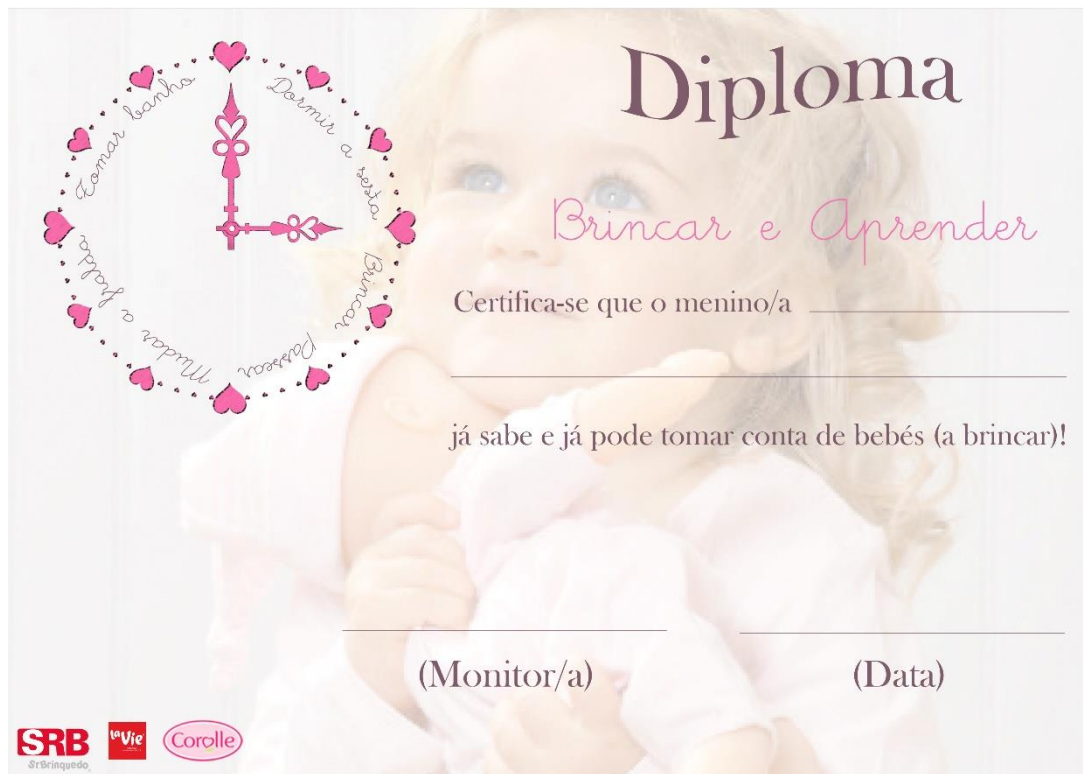 Diploma
Tomar banho
Dormir a sesta
Brincar
Passear
Mudar a fralda
Brincar e Aprender
Certifica-se que o menino/a
já sabe e já pode tomar conta de bebés (a brincar)!
(Monitor/a)
(Data)
SRB
SrBrinquedo
la Vie
Corolle